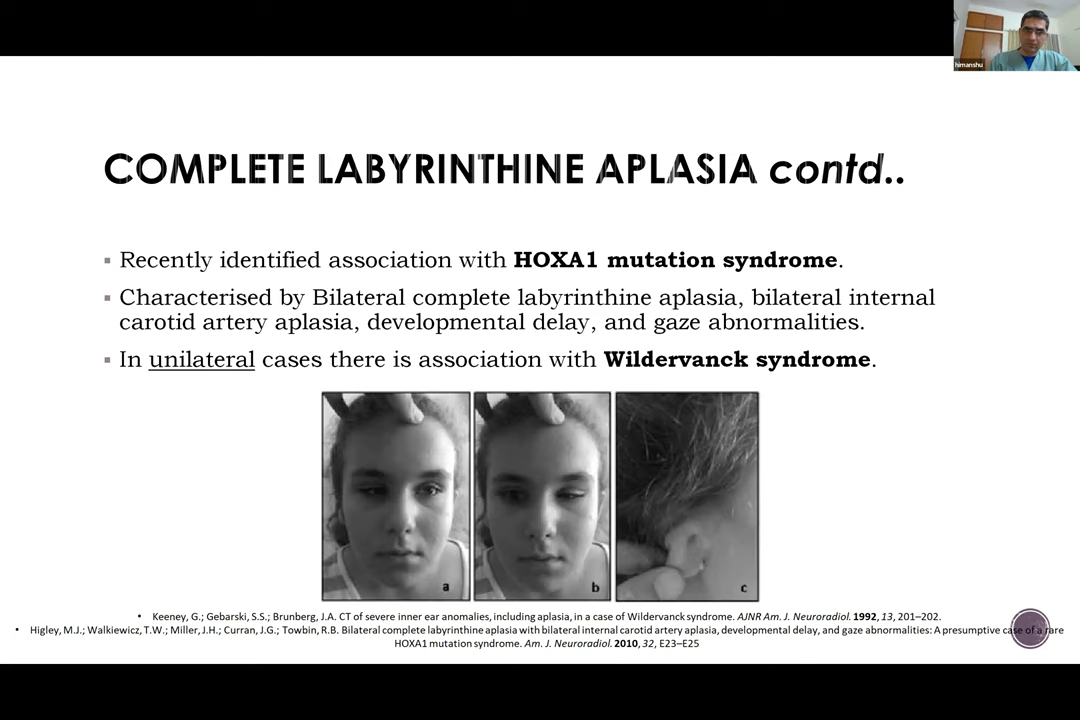 himanshu
COMPLETE LABYRINTHINE APLASIA contd..
▪ Recently identified association with HOXA1 mutation syndrome.
▪ Characterised by Bilateral complete labyrinthine aplasia, bilateral internal
carotid artery aplasia, developmental delay, and gaze abnormalities.
▪ In unilateral cases there is association with Wildervanck syndrome.
a
b
c
• Keeney, G.; Gebarski, S.S.; Brunberg, J.A. CT of severe inner ear anomalies, including aplasia, in a case of Wildervanck syndrome. AJNR Am. J. Neuroradiol. 1992, 13, 201–202.
• Higley, M.J.; Walkiewicz, T.W.; Miller, J.H.; Curran, J.G.; Towbin, R.B. Bilateral complete labyrinthine aplasia with bilateral internal carotid artery aplasia, developmental delay, and gaze abnormalities: A presumptive case of a rare
HOXA1 mutation syndrome. Am. J. Neuroradiol. 2010, 32, E23–E25